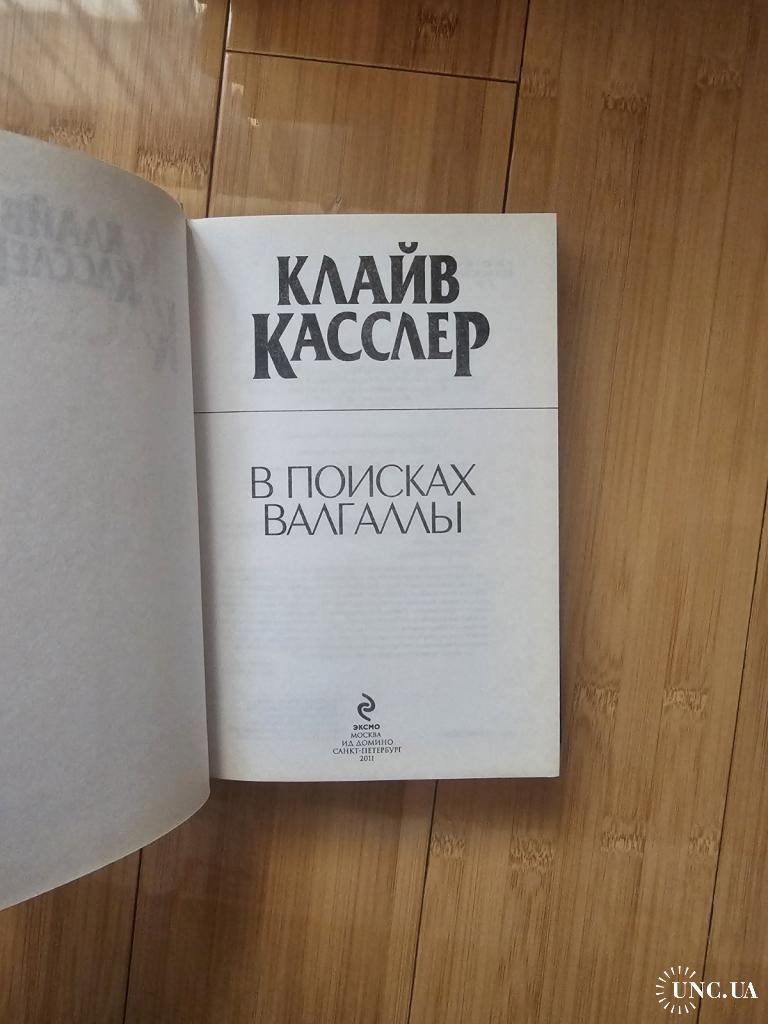 КЛАЙВ
КАССЛЕР
В ПОИСКАХ
ВАЛГАЛЛЫ
ЭКСМО
МОСКВА
ИД ДОМИНО
САНКТ-ПЕТЕРБУРГ
2011
UNC.UA